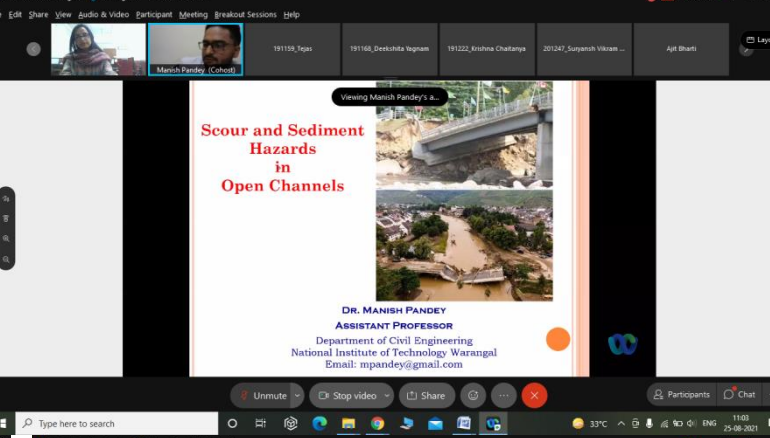 Edit Share View Audio & Video Participant Meeting Breakout Sessions Help
Manish Pandey (Cohost)
191159_Tejas
191168_Deekshita Yagnam
191222_Krishna Chaitanya
201247_Suryansh Vikram ...
Ajit Bharti
Viewing Manish Pandey's a...
Scour and Sediment
Hazards
in
Open Channels
DR. MANISH PANDEY
ASSISTANT PROFESSOR
Department of Civil Engineering
National Institute of Technology Warangal
Email: mpandey@gmail.com
Unmute
Stop video
Share
Participants
Chat
Type here to search
33°C
ENG
11:03
25-08-2021